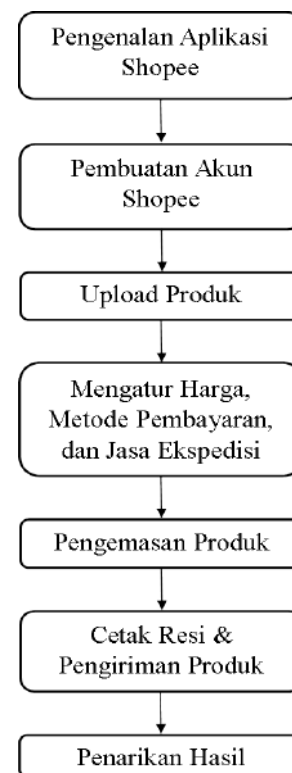 Pengenalan Aplikasi
Shopee
Pembuatan Akun
Shopee
Upload Produk
Mengatur Harga,
Metode Pembayaran,
dan Jasa Ekspedisi
Pengemasan Produk
Cetak Resi &
Pengiriman Produk
Penarikan Hasil